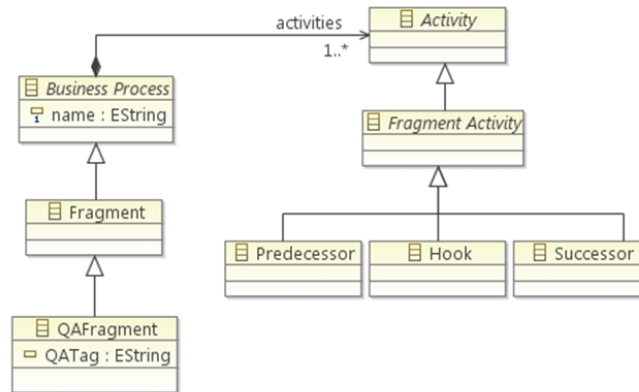 activities
1..*
Activity
Business Process
name : EString
Fragment Activity
Fragment
Predecessor
Hook
Successor
QAFragment
QATag : EString